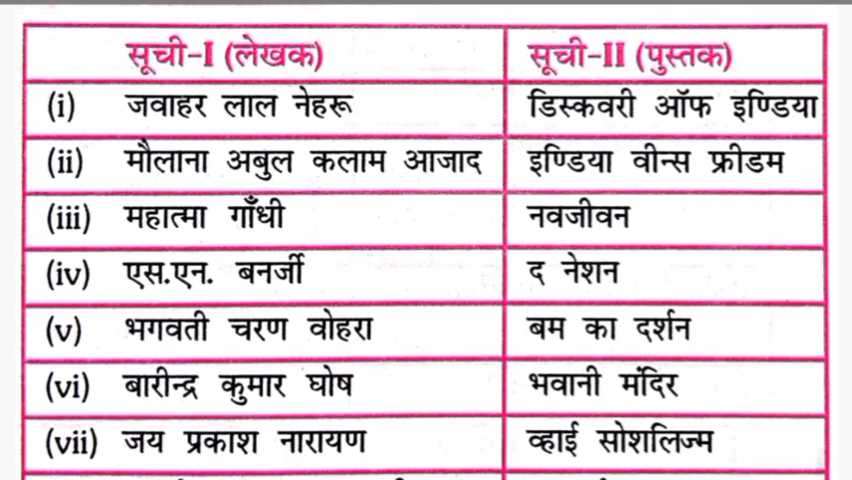 सूची-I (लेखक) सूची-II (पुस्तक)
(i) जवाहर लाल नेहरू डिस्कवरी ऑफ इण्डिया
(ii) मौलाना अबुल कलाम आजाद इण्डिया वीन्स फ्रीडम
(iii) महात्मा गाँधी नवजीवन
(iv) एस.एन. बनर्जी द नेशन
(v) भगवती चरण वोहरा बम का दर्शन
(vi) बारीन्द्र कुमार घोष भवानी मंदिर
(vii) जय प्रकाश नारायण व्हाई सोशलिज्म